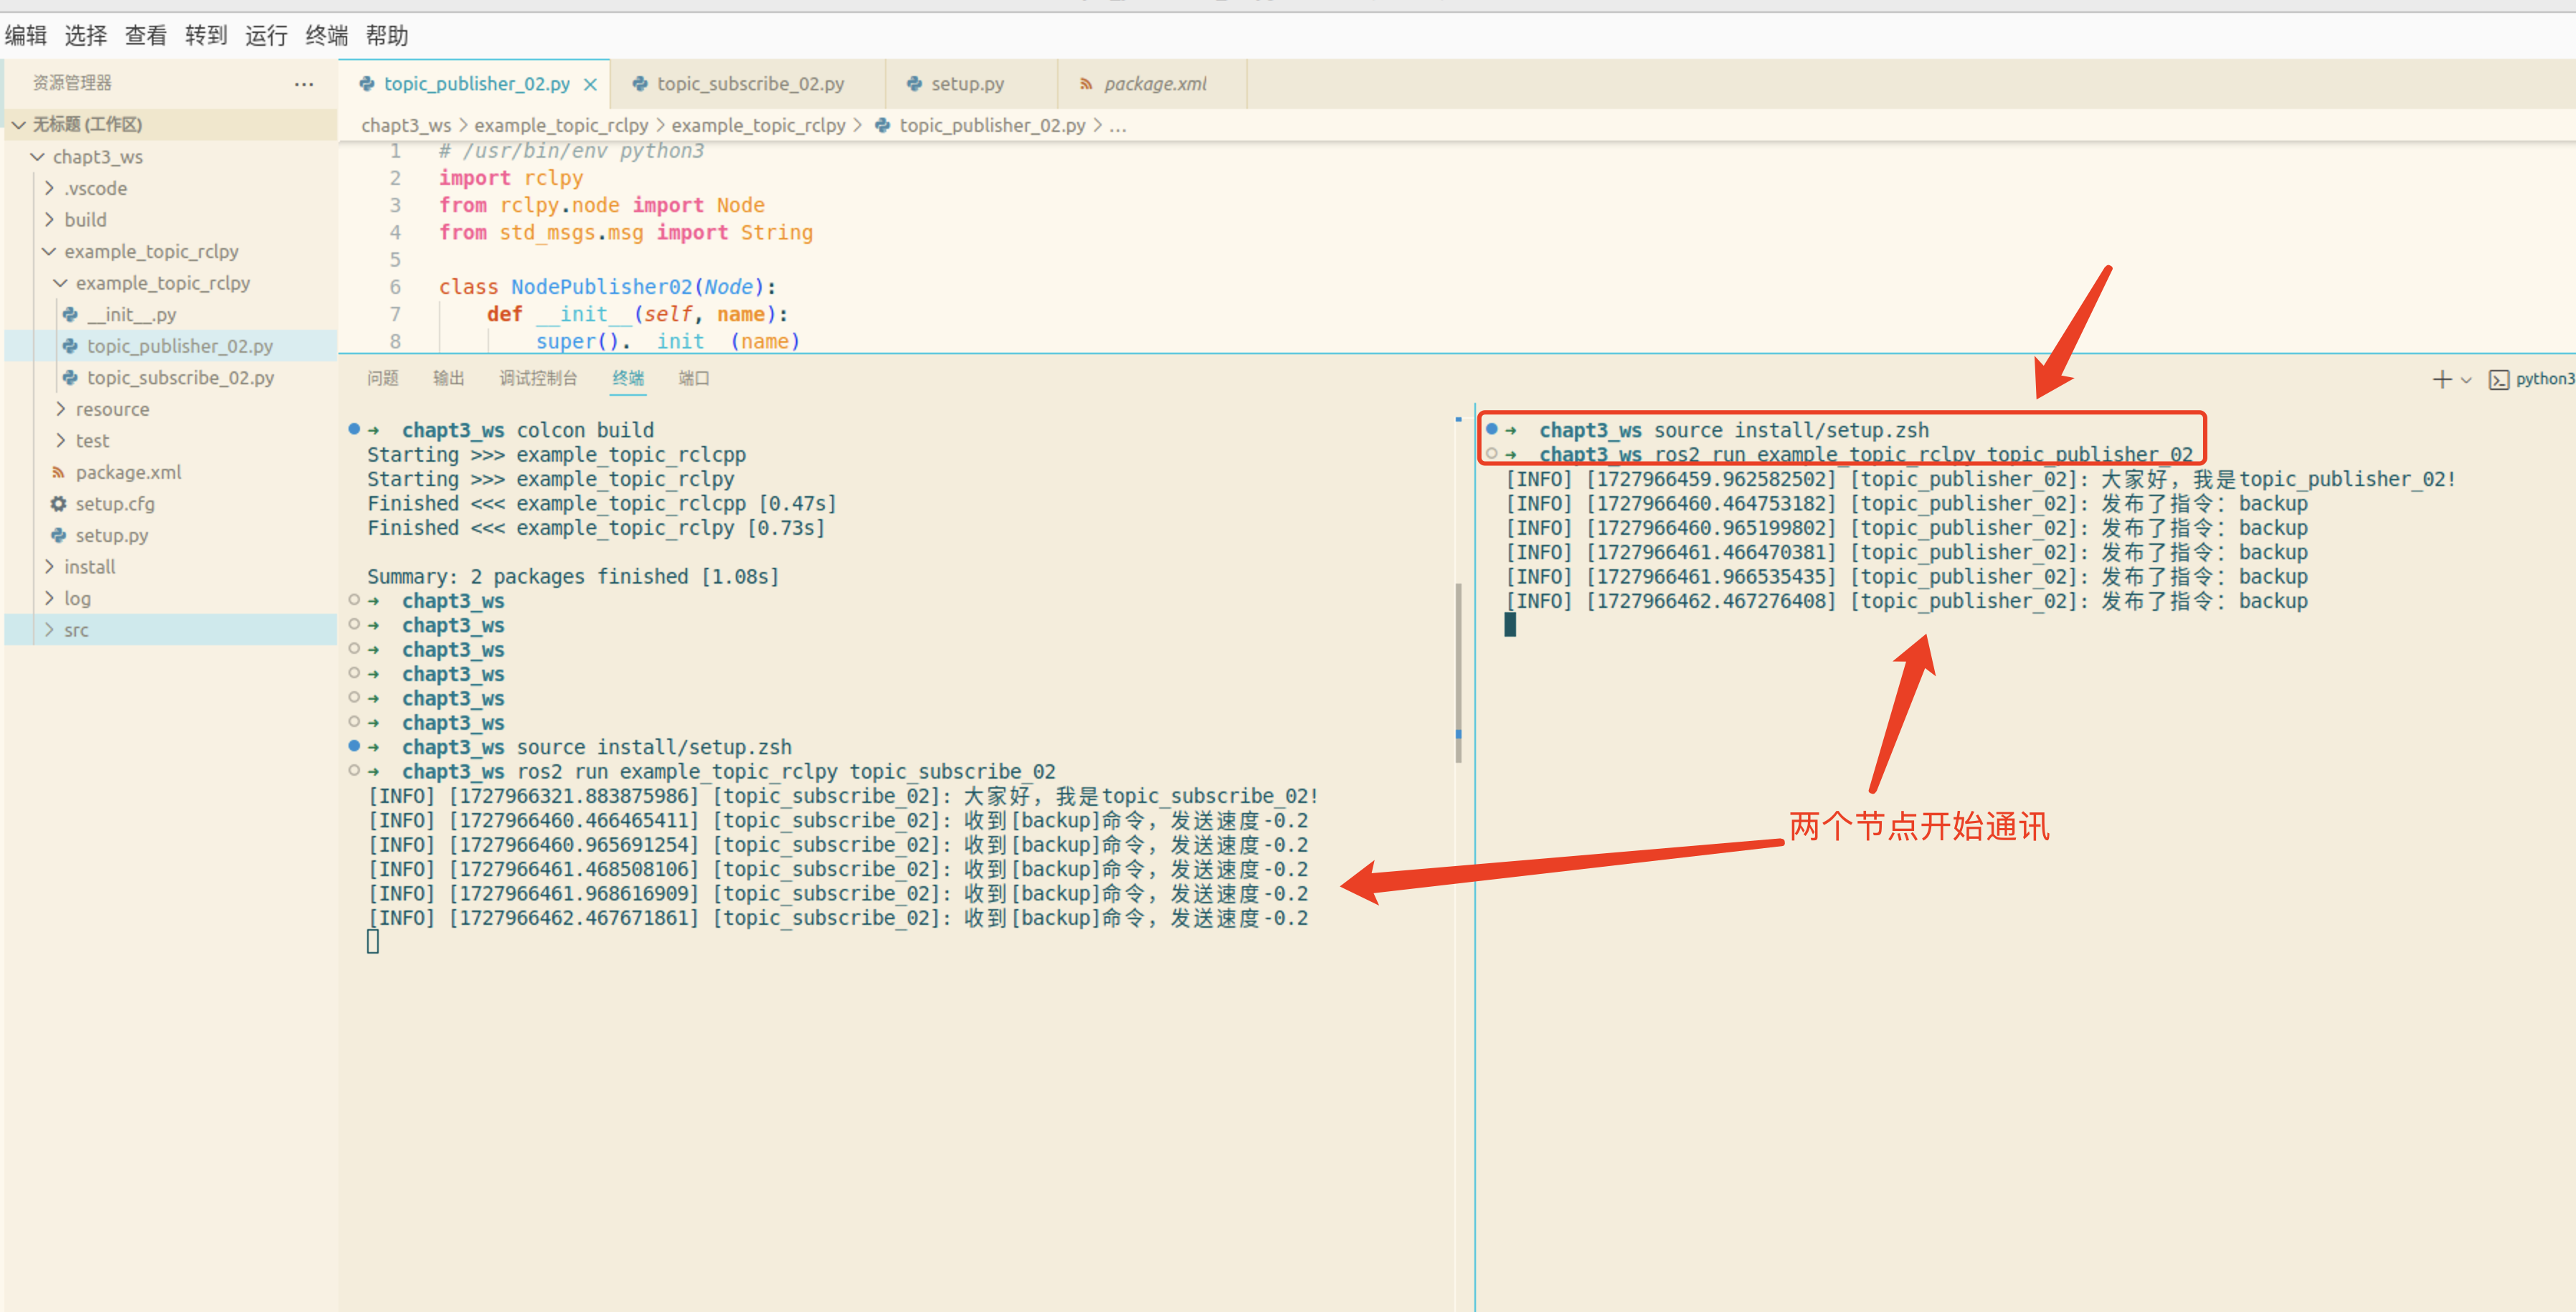 编辑 选择 查看 转到 运行 终端 帮助
资源管理器 ...
无标题 (工作区)
chapt3_ws
.vscode
build
example_topic_rclpy
example_topic_rclpy
__init__.py
topic_publisher_02.py
topic_subscribe_02.py
resource
test
package.xml
setup.cfg
setup.py
install
log
src
topic_publisher_02.py topic_subscribe_02.py setup.py package.xml
chapt3_ws > example_topic_rclpy > example_topic_rclpy > topic_publisher_02.py > ...
1 # /usr/bin/env python3
2 import rclpy
3 from rclpy.node import Node
4 from std_msgs.msg import String
5
6 class NodePublisher02(Node):
7 def __init__(self, name):
8 super().__init__(name)
问题 输出 调试控制台 终端 端口
python3
→ chapt3_ws colcon build
Starting >>> example_topic_rclcpp
Starting >>> example_topic_rclpy
Finished <<< example_topic_rclcpp [0.47s]
Finished <<< example_topic_rclpy [0.73s]
Summary: 2 packages finished [1.08s]
→ chapt3_ws
→ chapt3_ws
→ chapt3_ws
→ chapt3_ws
→ chapt3_ws
→ chapt3_ws
→ chapt3_ws source install/setup.zsh
→ chapt3_ws ros2 run example_topic_rclpy topic_subscribe_02
[INFO] [1727966321.883875986] [topic_subscribe_02]: 大家好，我是topic_subscribe_02!
[INFO] [1727966460.466465411] [topic_subscribe_02]: 收到[backup]命令，发送速度-0.2
[INFO] [1727966460.965691254] [topic_subscribe_02]: 收到[backup]命令，发送速度-0.2
[INFO] [1727966461.468508106] [topic_subscribe_02]: 收到[backup]命令，发送速度-0.2
[INFO] [1727966461.968616909] [topic_subscribe_02]: 收到[backup]命令，发送速度-0.2
[INFO] [1727966462.467671861] [topic_subscribe_02]: 收到[backup]命令，发送速度-0.2
→ chapt3_ws source install/setup.zsh
→ chapt3_ws ros2 run example_topic_rclpy topic_publisher_02
[INFO] [1727966459.962582502] [topic_publisher_02]: 大家好，我是topic_publisher_02!
[INFO] [1727966460.464753182] [topic_publisher_02]: 发布了指令：backup
[INFO] [1727966460.965199802] [topic_publisher_02]: 发布了指令：backup
[INFO] [1727966461.466470381] [topic_publisher_02]: 发布了指令：backup
[INFO] [1727966461.966535435] [topic_publisher_02]: 发布了指令：backup
[INFO] [1727966462.467276408] [topic_publisher_02]: 发布了指令：backup
两个节点开始通讯